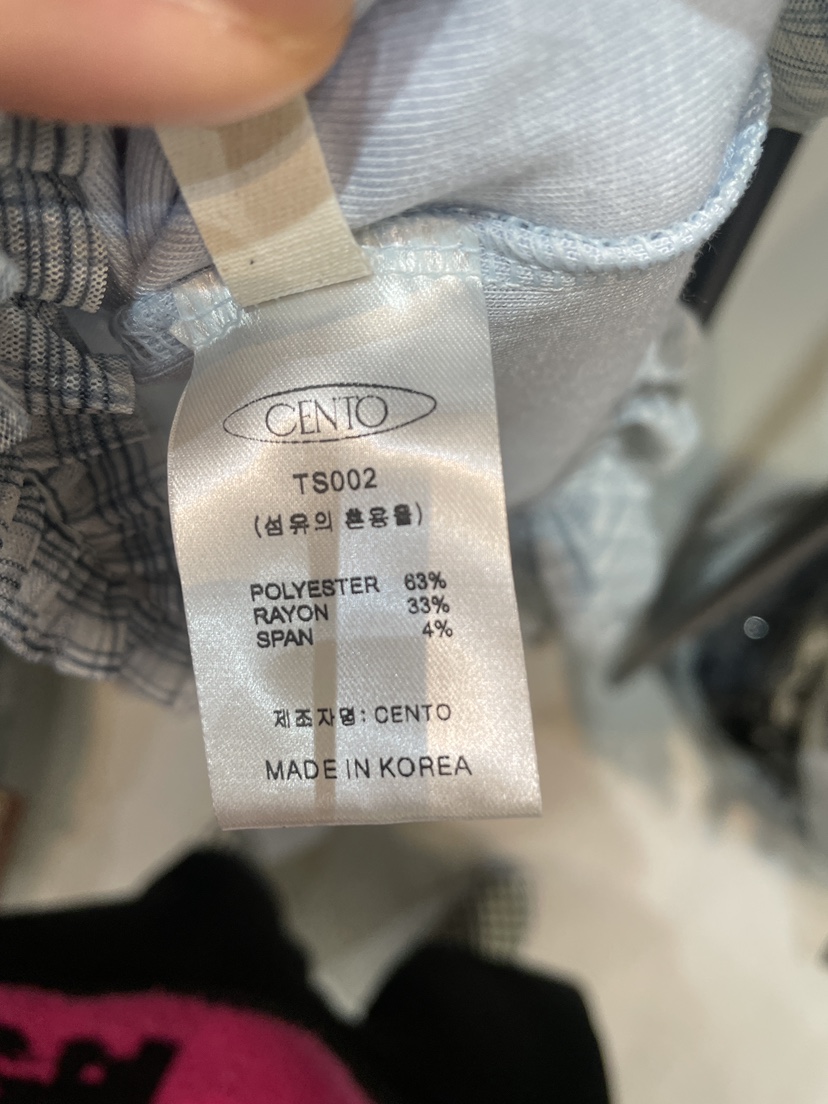 CENTO
TS002
(섬유의 혼용율)
POLYESTER 63%
RAYON 33%
SPAN 4%
제조자명: CENTO
MADE IN KOREA